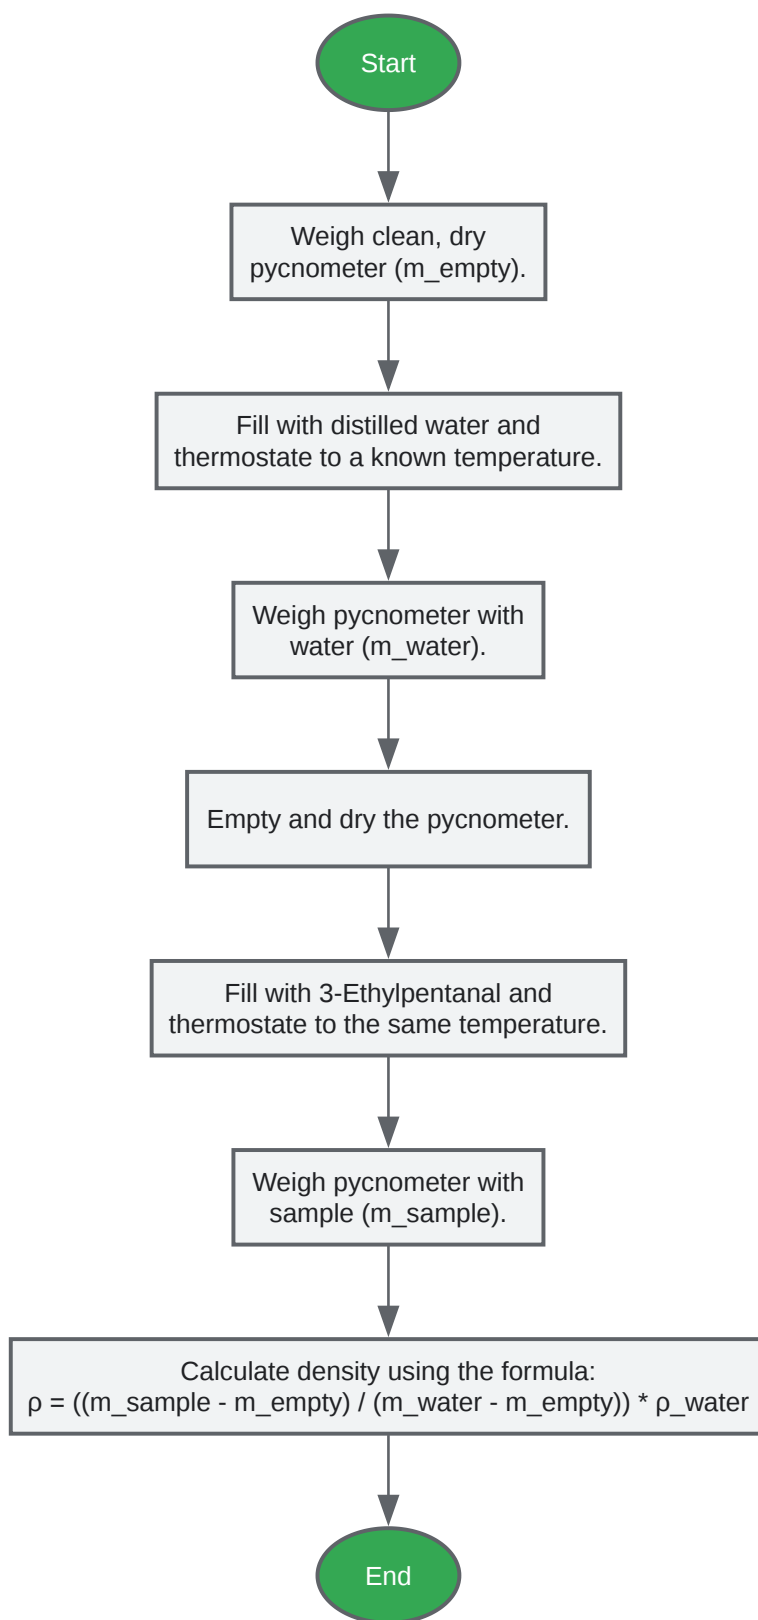 Start
Weigh clean, dry
pycnometer (m_empty).
Fill with distilled water and
thermostate to a known temperature.
Weigh pycnometer with
water (m_water).
Empty and dry the pycnometer.
Fill with 3-Ethylpentanal and
thermostate to the same temperature.
Weigh pycnometer with
sample (m_sample).
Calculate density using the formula:
ρ = ((m_sample - m_empty) / (m_water - m_empty)) * ρ_water
End